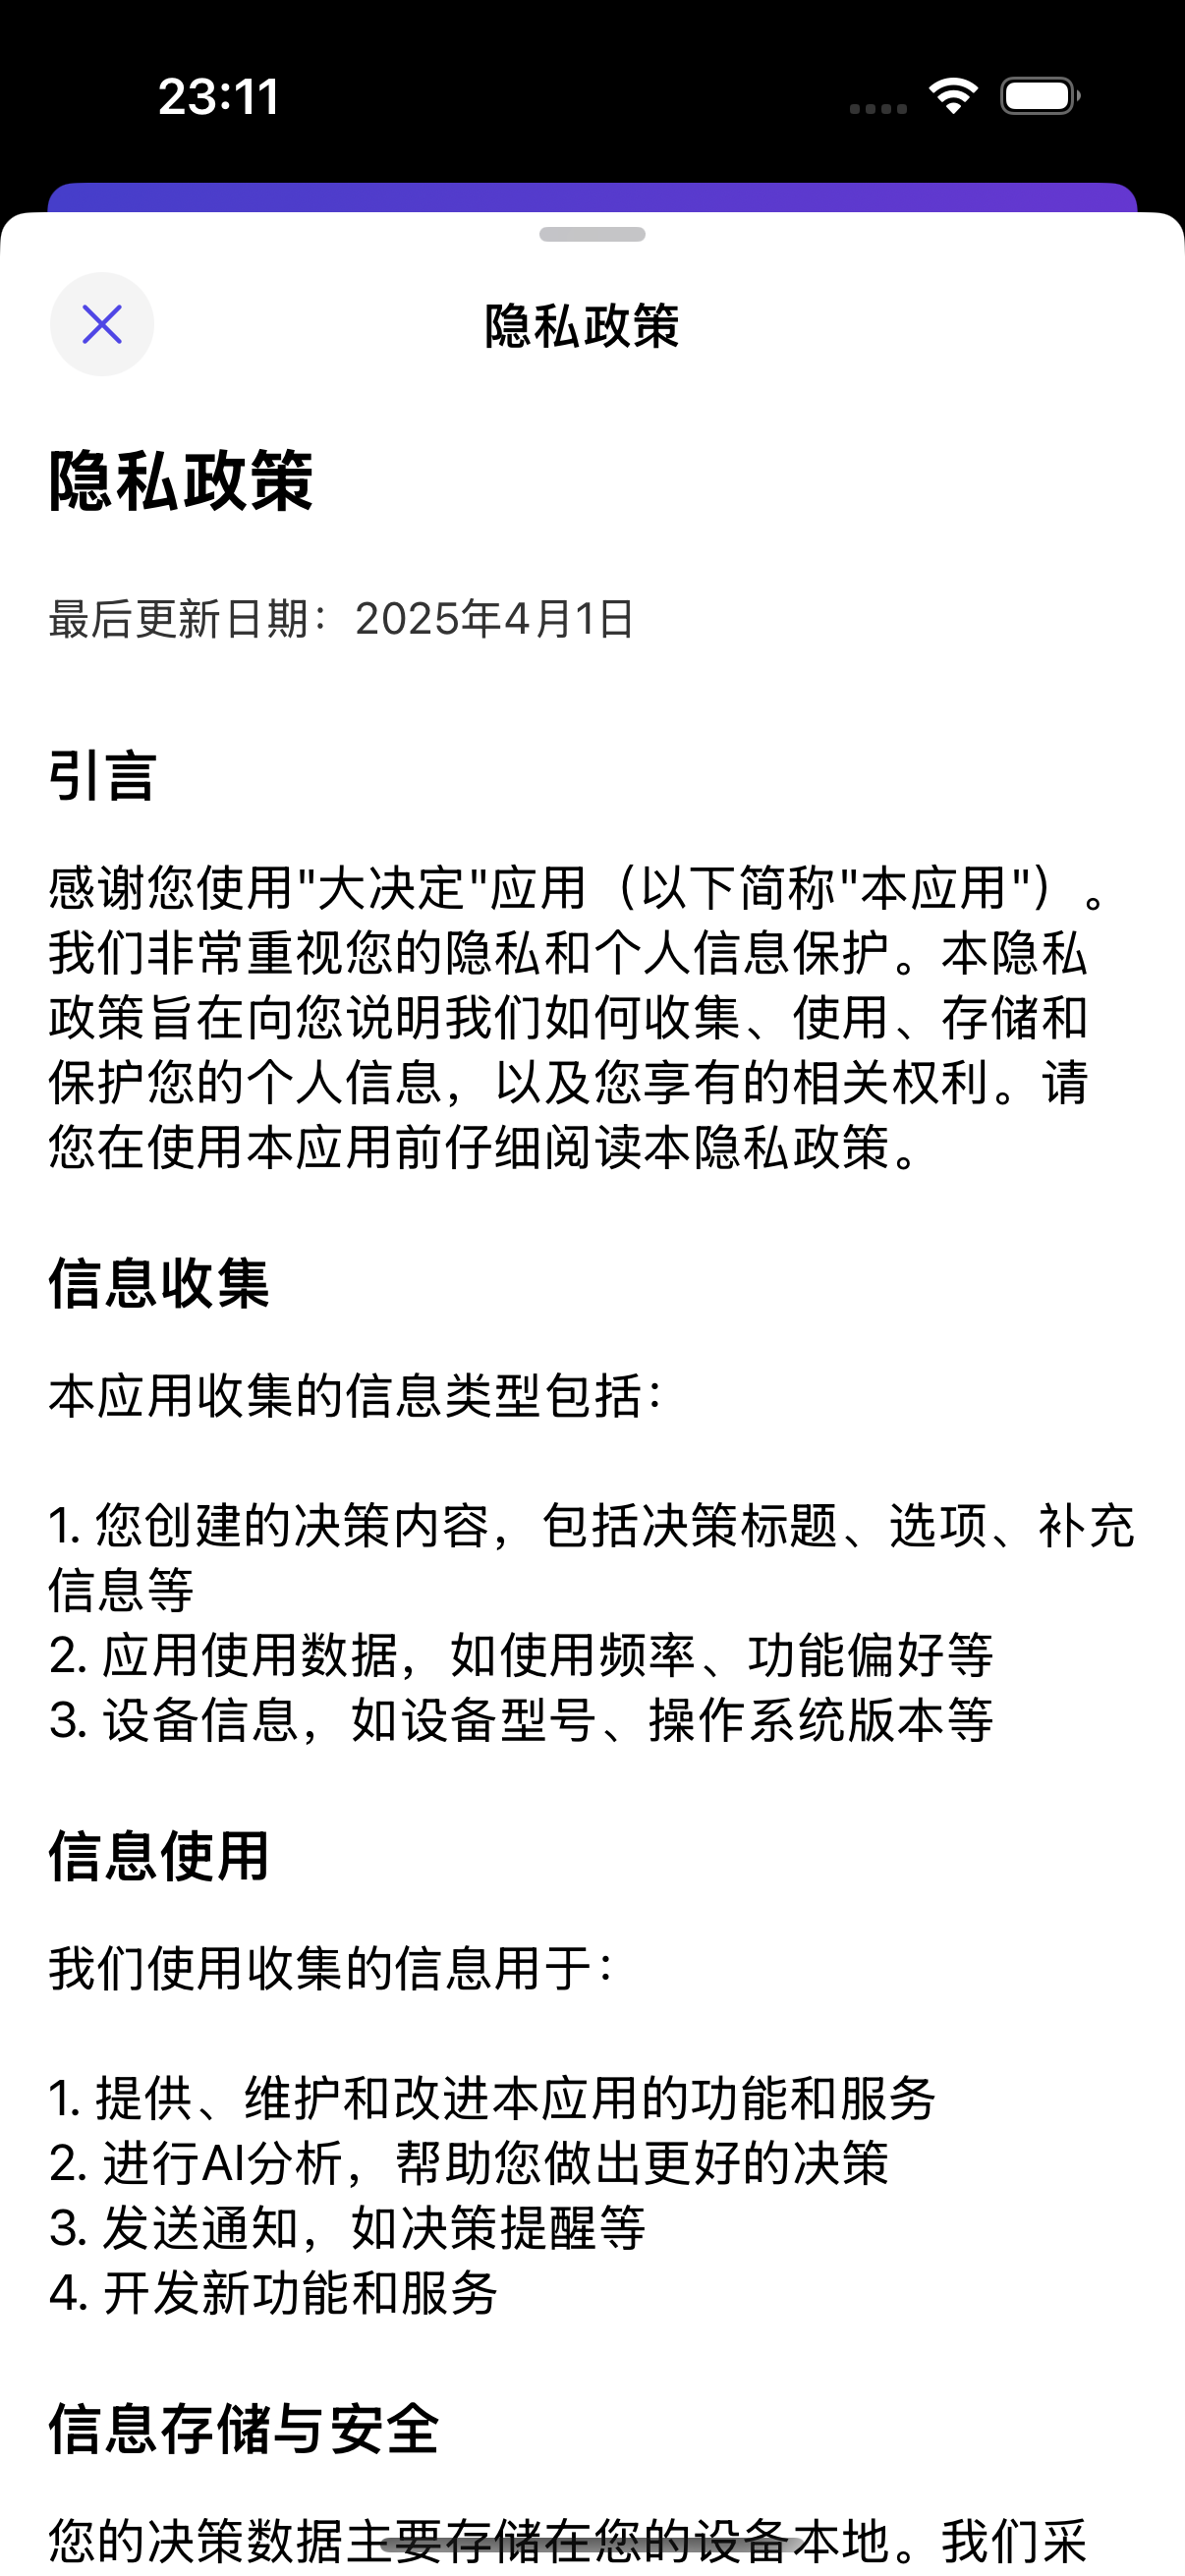 23:11
隐私政策
隐私政策
最后更新日期：2025年4月1日
引言
感谢您使用"大决定"应用（以下简称"本应用"）。
我们非常重视您的隐私和个人信息保护。本隐私
政策旨在向您说明我们如何收集、使用、存储和
保护您的个人信息，以及您享有的相关权利。请
您在使用本应用前仔细阅读本隐私政策。
信息收集
本应用收集的信息类型包括：
1. 您创建的决策内容，包括决策标题、选项、补充
信息等
2. 应用使用数据，如使用频率、功能偏好等
3. 设备信息，如设备型号、操作系统版本等
信息使用
我们使用收集的信息用于：
1. 提供、维护和改进本应用的功能和服务
2. 进行AI分析，帮助您做出更好的决策
3. 发送通知，如决策提醒等
4. 开发新功能和服务
信息存储与安全
您的决策数据主要存储在您的设备本地。我们采